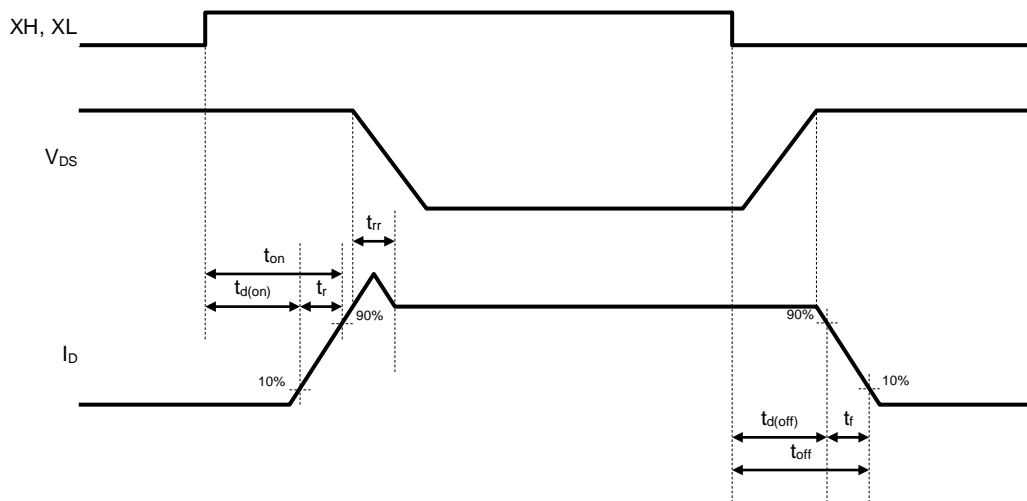 XH, XL
VDS
trr
ton
td(on) tr
90%
90%
ID
10%
10%
td(off) tf
toff